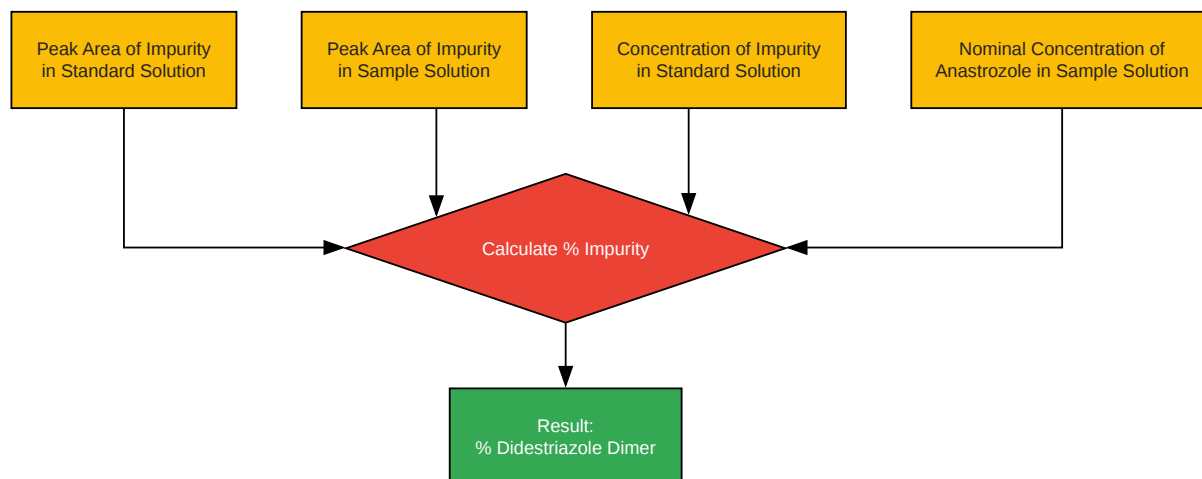 Peak Area of Impurity
in Standard Solution
Peak Area of Impurity
in Sample Solution
Concentration of Impurity
in Standard Solution
Nominal Concentration of
Anastrozole in Sample Solution
Calculate % Impurity
Result:
% Didestriazole Dimer